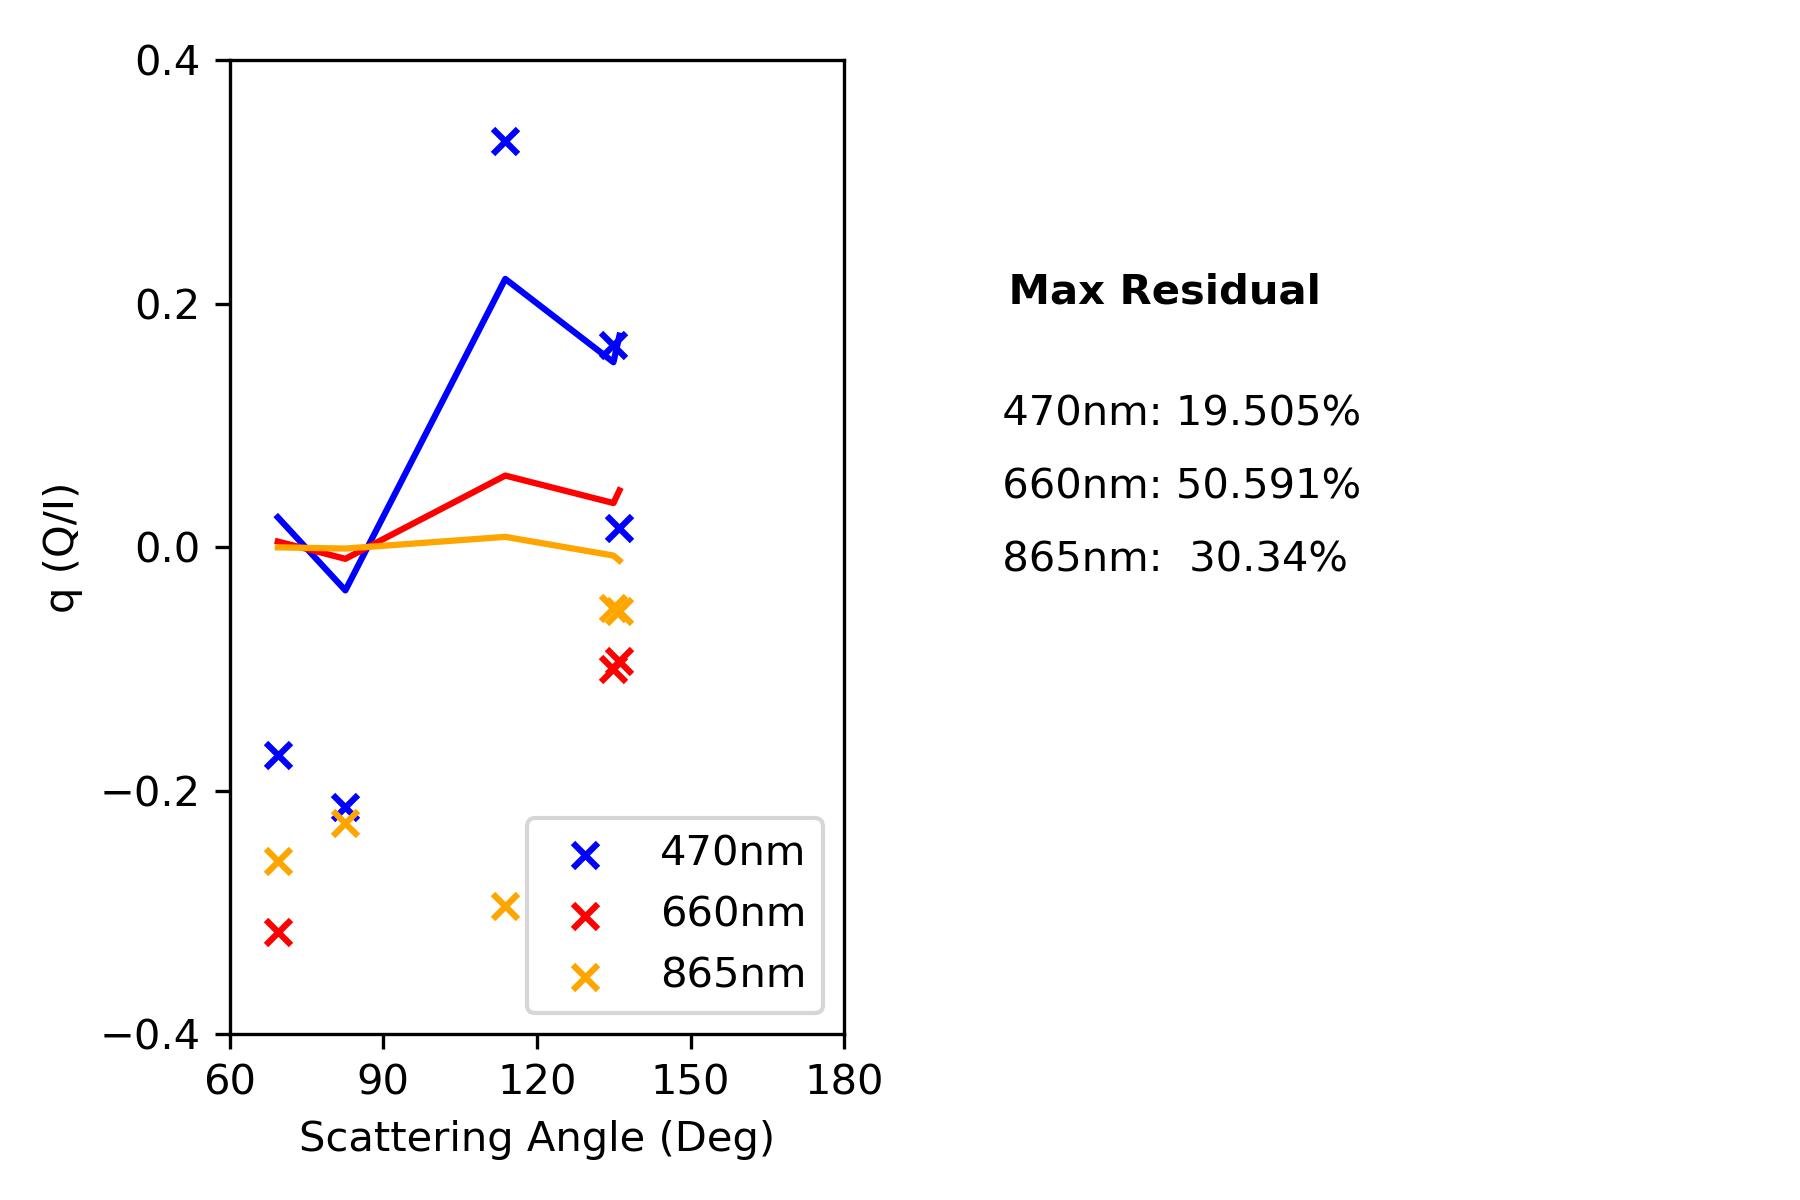 0.4
0.2
0.0
−0.2
−0.4
q (Q/I)
60 90 120 150 180
Scattering Angle (Deg)
470nm
660nm
865nm
Max Residual
470nm: 19.505%
660nm: 50.591%
865nm: 30.34%